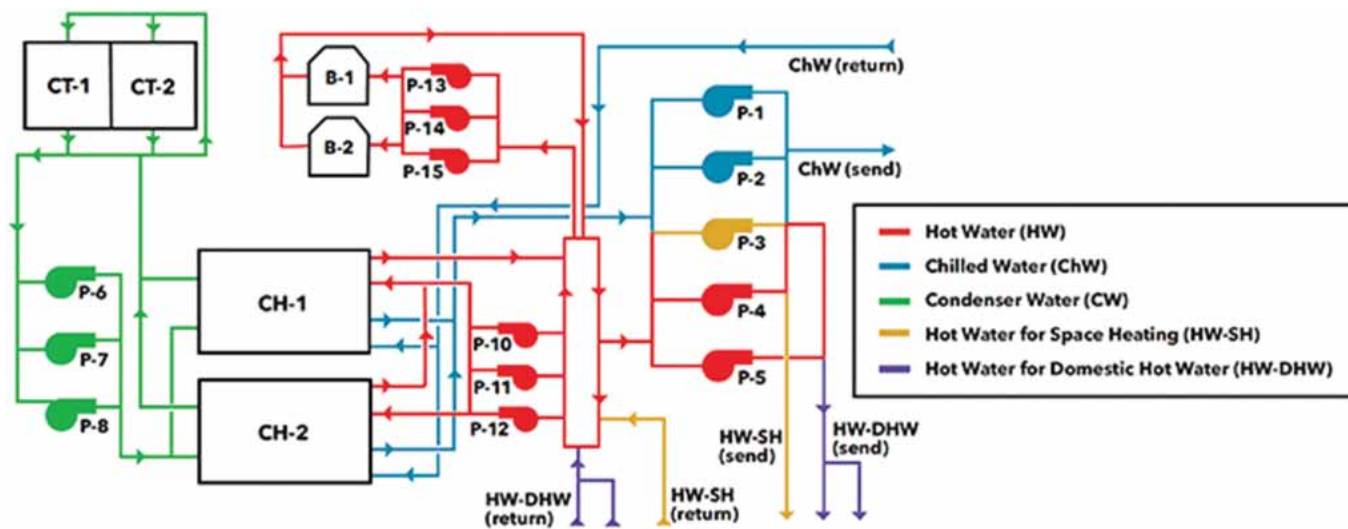 CT-1
CT-2
B-1
B-2
P-13
P-14
P-15
ChW (return)
P-1
ChW (send)
P-2
P-3
P-4
P-5
P-6
P-7
P-8
CH-1
CH-2
P-10
P-11
P-12
HW-DHW
(return)
HW-SH
(return)
HW-SH
(send)
HW-DHW
(send)
Hot Water (HW)
Chilled Water (ChW)
Condenser Water (CW)
Hot Water for Space Heating (HW-SH)
Hot Water for Domestic Hot Water (HW-DHW)